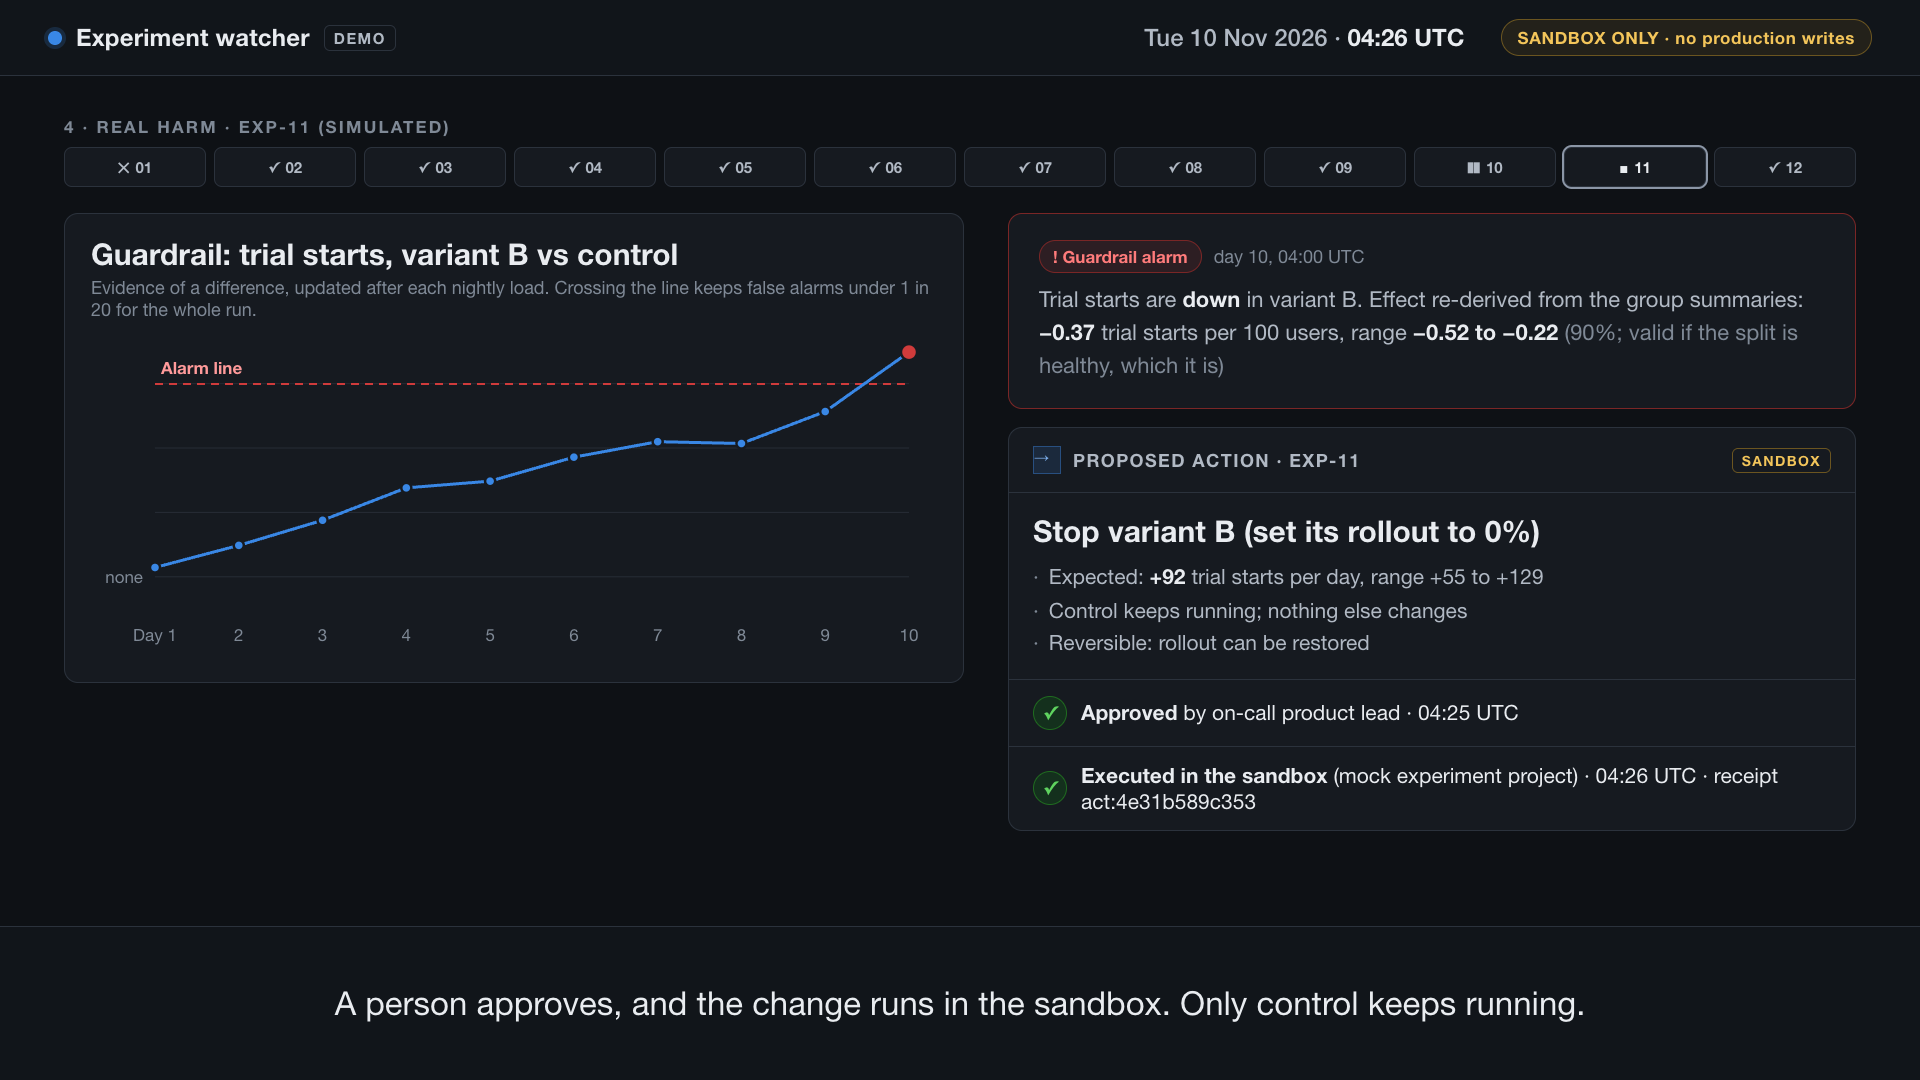 Experiment watcher DEMO
Tue 10 Nov 2026 · 04:26 UTC
SANDBOX ONLY · no production writes
4 · REAL HARM · EXP-11 (SIMULATED)
✕ 01 ✓ 02 ✓ 03 ✓ 04 ✓ 05 ✓ 06 ✓ 07 ✓ 08 ✓ 09 ▮▮ 10 ■ 11 ✓ 12
Guardrail: trial starts, variant B vs control
Evidence of a difference, updated after each nightly load. Crossing the line keeps false alarms under 1 in
20 for the whole run.
Alarm line
none
Day 1 2 3 4 5 6 7 8 9 10
! Guardrail alarm day 10, 04:00 UTC
Trial starts are down in variant B. Effect re-derived from the group summaries:
−0.37 trial starts per 100 users, range −0.52 to −0.22 (90%; valid if the split is
healthy, which it is)
→ PROPOSED ACTION · EXP-11 SANDBOX
Stop variant B (set its rollout to 0%)
· Expected: +92 trial starts per day, range +55 to +129
· Control keeps running; nothing else changes
· Reversible: rollout can be restored
✓ Approved by on-call product lead · 04:25 UTC
✓ Executed in the sandbox (mock experiment project) · 04:26 UTC · receipt
act:4e31b589c353
A person approves, and the change runs in the sandbox. Only control keeps running.